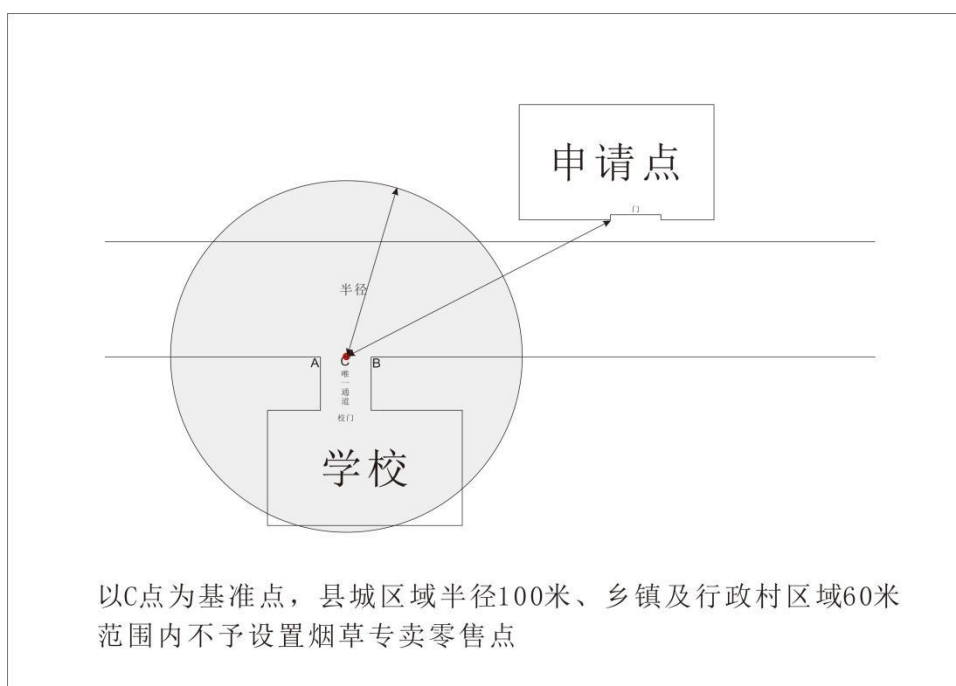 申请点
门
半径
A
C
B
唯一通道
校门
学校
以C点为基准点，县城区域半径100米、乡镇及行政村区域60米
范围内不予设置烟草专卖零售点